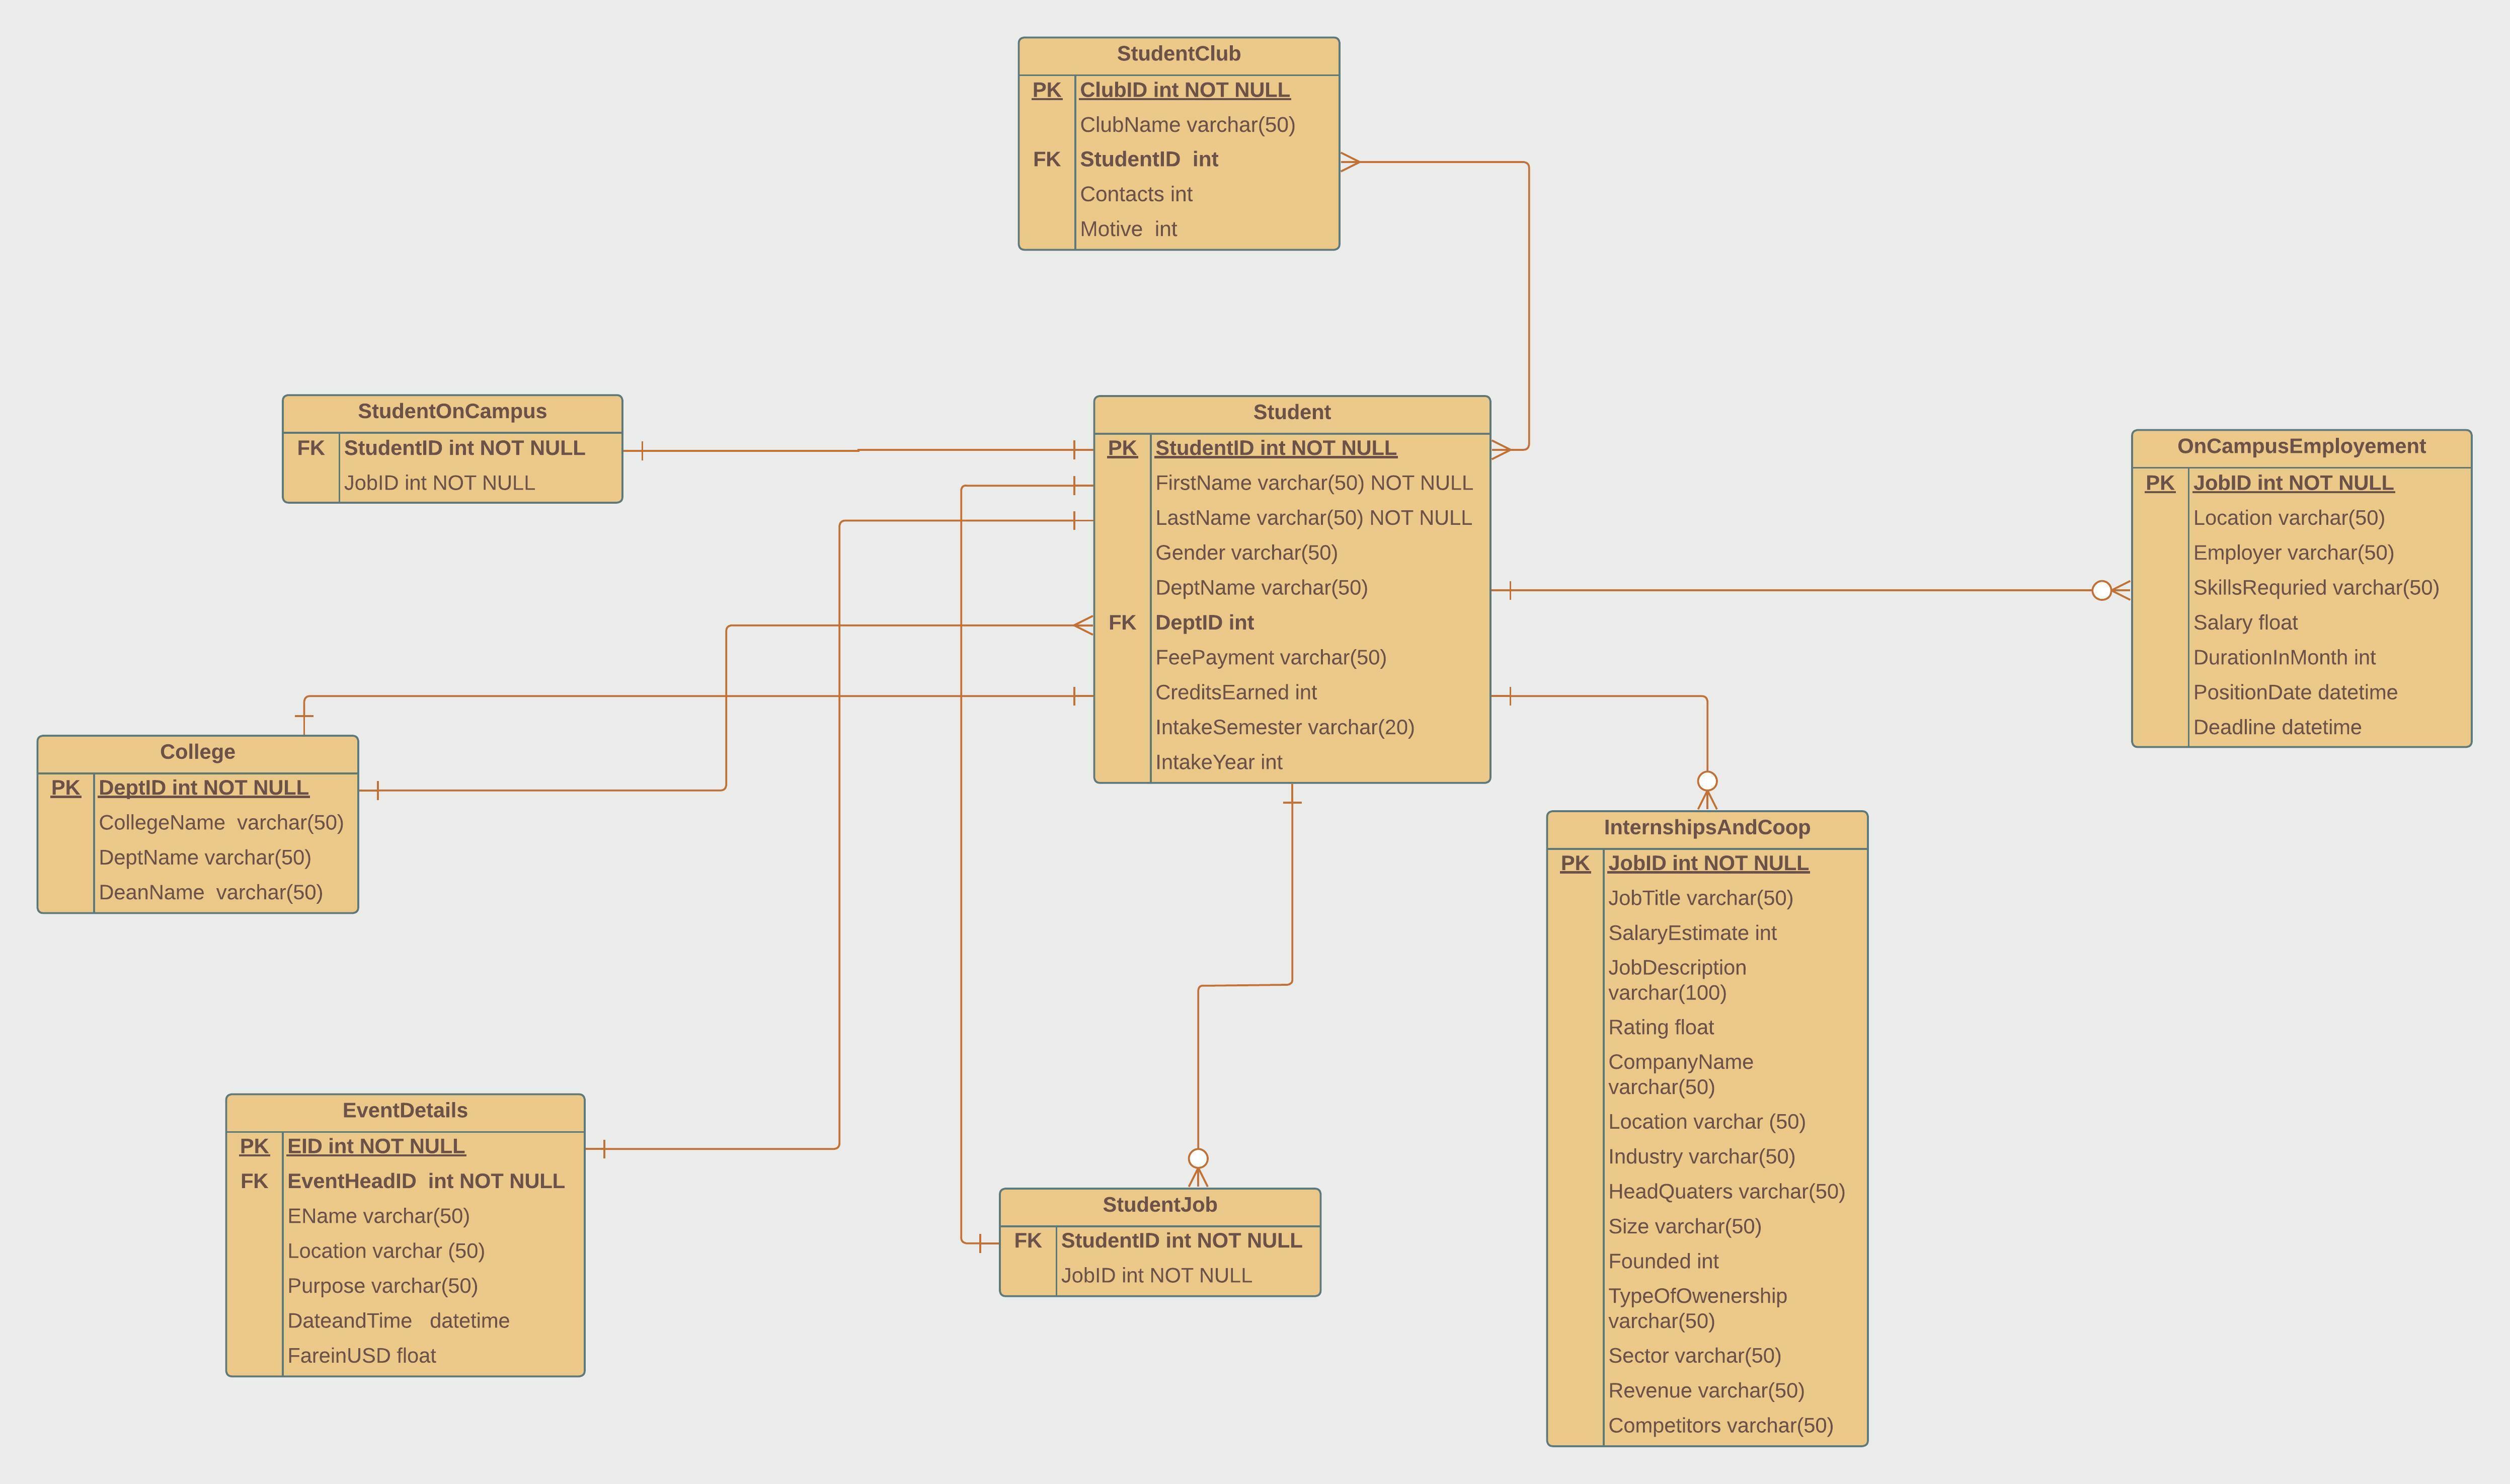 StudentClub
PK ClubID int NOT NULL
ClubName varchar(50)
FK StudentID  int
Contacts int
Motive  int
StudentOnCampus
FK StudentID int NOT NULL
JobID int NOT NULL
Student
PK StudentID int NOT NULL
FirstName varchar(50) NOT NULL
LastName varchar(50) NOT NULL
Gender varchar(50)
DeptName varchar(50)
FK DeptID int
FeePayment varchar(50)
CreditsEarned int
IntakeSemester varchar(20)
IntakeYear int
OnCampusEmployement
PK JobID int NOT NULL
Location varchar(50)
Employer varchar(50)
SkillsRequried varchar(50)
Salary float
DurationInMonth int
PositionDate datetime
Deadline datetime
College
PK DeptID int NOT NULL
CollegeName  varchar(50)
DeptName varchar(50)
DeanName  varchar(50)
InternshipsAndCoop
PK JobID int NOT NULL
JobTitle varchar(50)
SalaryEstimate int
JobDescription
varchar(100)
Rating float
CompanyName
varchar(50)
Location varchar (50)
Industry varchar(50)
HeadQuaters varchar(50)
Size varchar(50)
Founded int
TypeOfOwenership
varchar(50)
Sector varchar(50)
Revenue varchar(50)
Competitors varchar(50)
EventDetails
PK EID int NOT NULL
FK EventHeadID  int NOT NULL
EName varchar(50)
Location varchar (50)
Purpose varchar(50)
DateandTime   datetime
FareinUSD float
StudentJob
FK StudentID int NOT NULL
JobID int NOT NULL